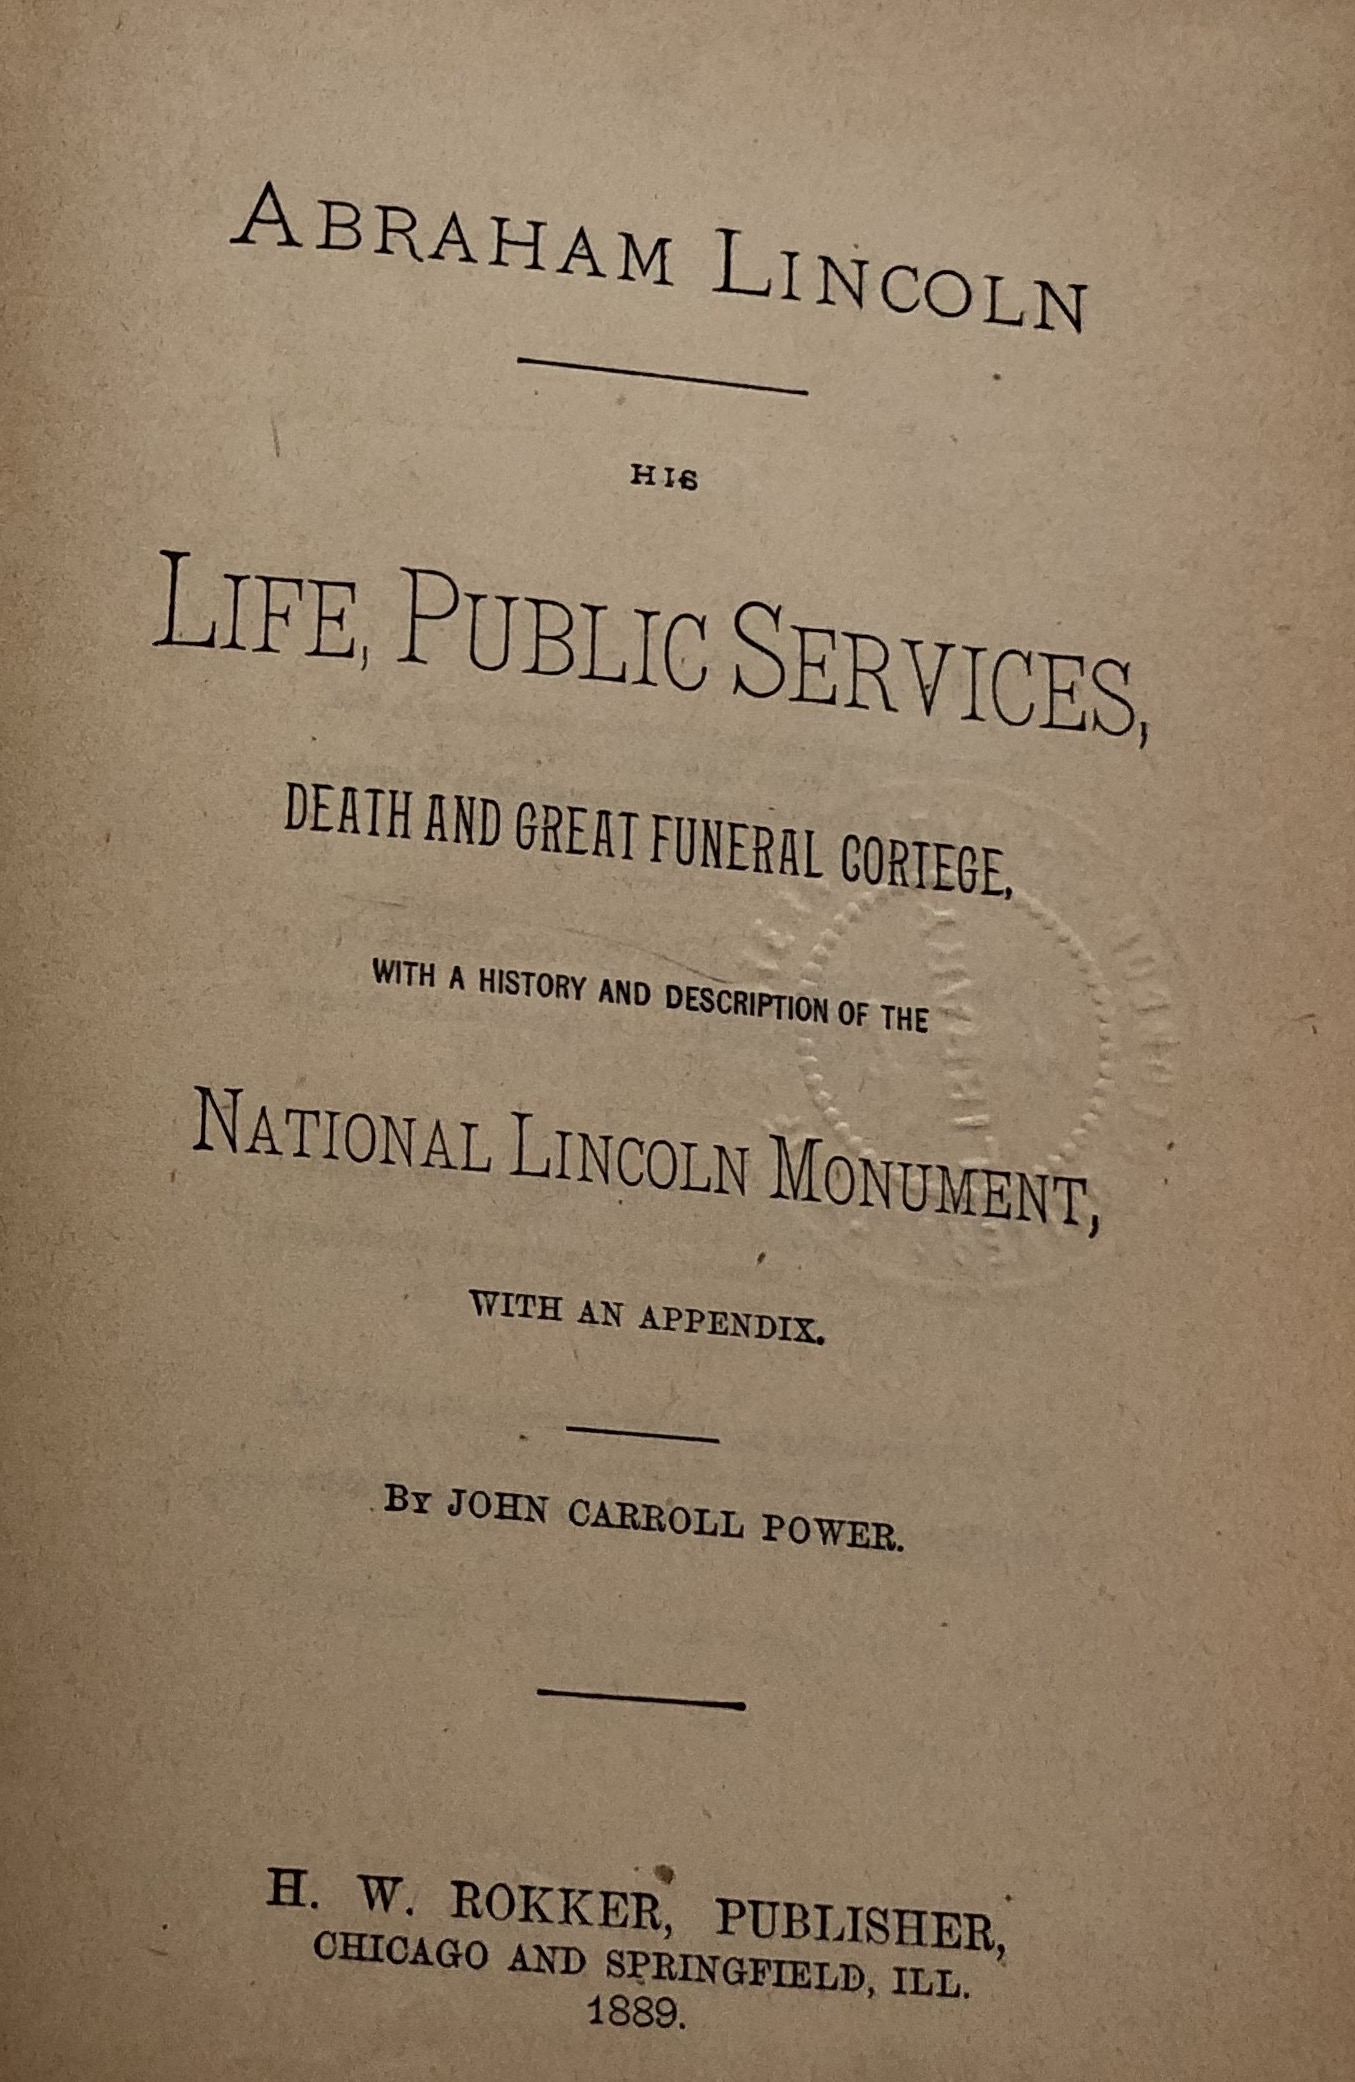 ABRAHAM LINCOLN
HIS
LIFE, PUBLIC SERVICES,
DEATH AND GREAT FUNERAL CORTEGE,
WITH A HISTORY AND DESCRIPTION OF THE
NATIONAL LINCOLN MONUMENT,
WITH AN APPENDIX.
BY JOHN CARROLL POWER.
H. W. ROKKER, PUBLISHER,
CHICAGO AND SPRINGFIELD, ILL.
1889.